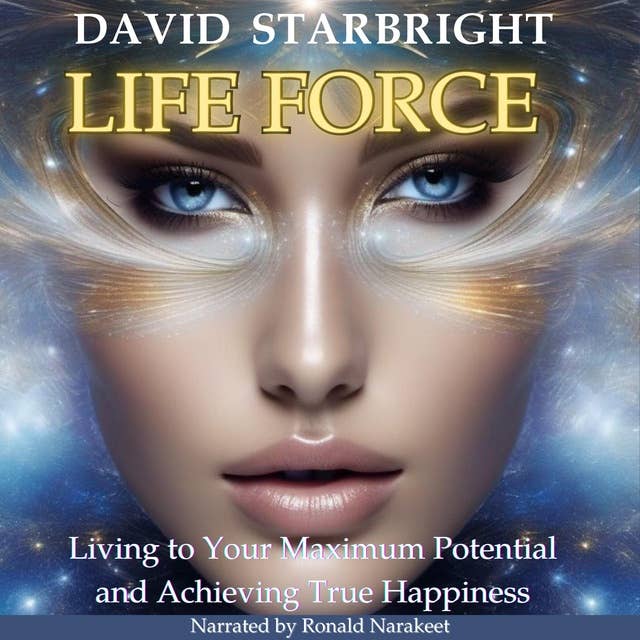 DAVID STARBRIGHT
LIFE FORCE
Living to Your Maximum Potential
and Achieving True Happiness
Narrated by Ronald Narakeet